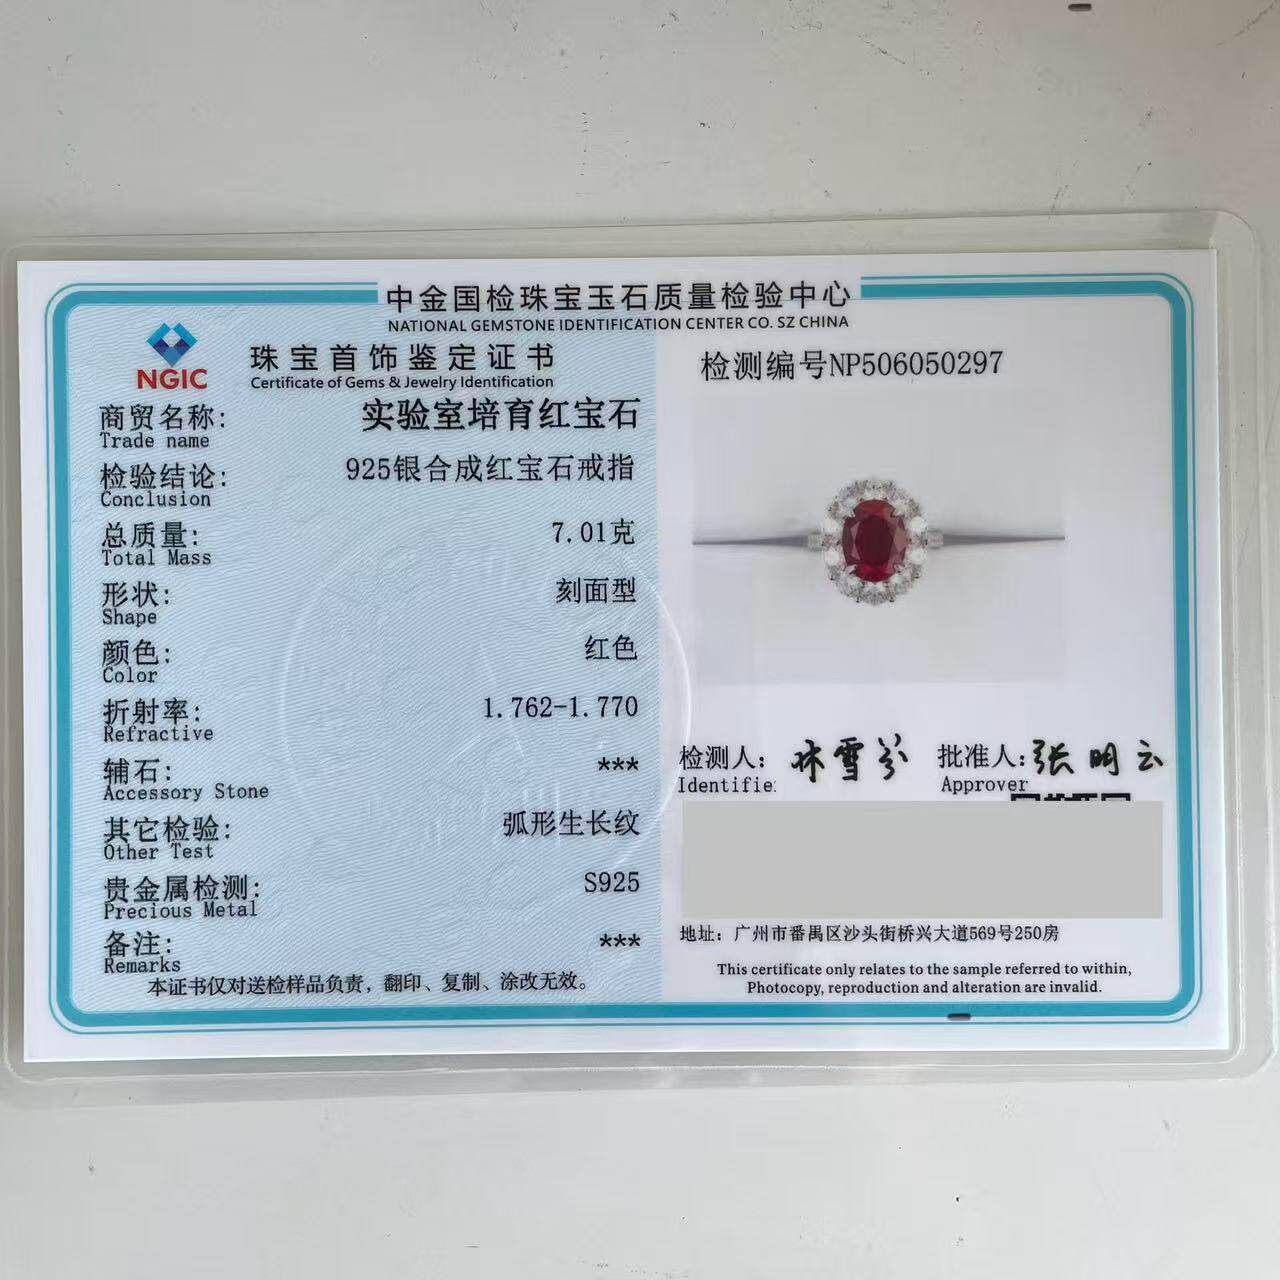 中金国检珠宝玉石质量检验中心
NATIONAL GEMSTONE IDENTIFICATION CENTER CO. SZ CHINA
NGIC
珠宝首饰鉴定证书
Certificate of Gems & Jewelry Identification
商贸名称: 实验室培育红宝石
Trade name
检验结论: 925银合成红宝石戒指
Conclusion
总质量: 7.01克
Total Mass
形状: 刻面型
Shape
颜色: 红色
Color
折射率: 1.762-1.770
Refractive
辅石: ***
Accessory Stone
其它检验: 弧形生长纹
Other Test
贵金属检测: S925
Precious Metal
备注: ***
Remarks
本证书仅对送检样品负责，翻印、复制、涂改无效。
检测编号NP506050297
检测人: 林雪芬 批准人: 张明云
Identifie Approver
地址：广州市番禺区沙头街桥兴大道569号250房
This certificate only relates to the sample referred to within,
Photocopy, reproduction and alteration are invalid.